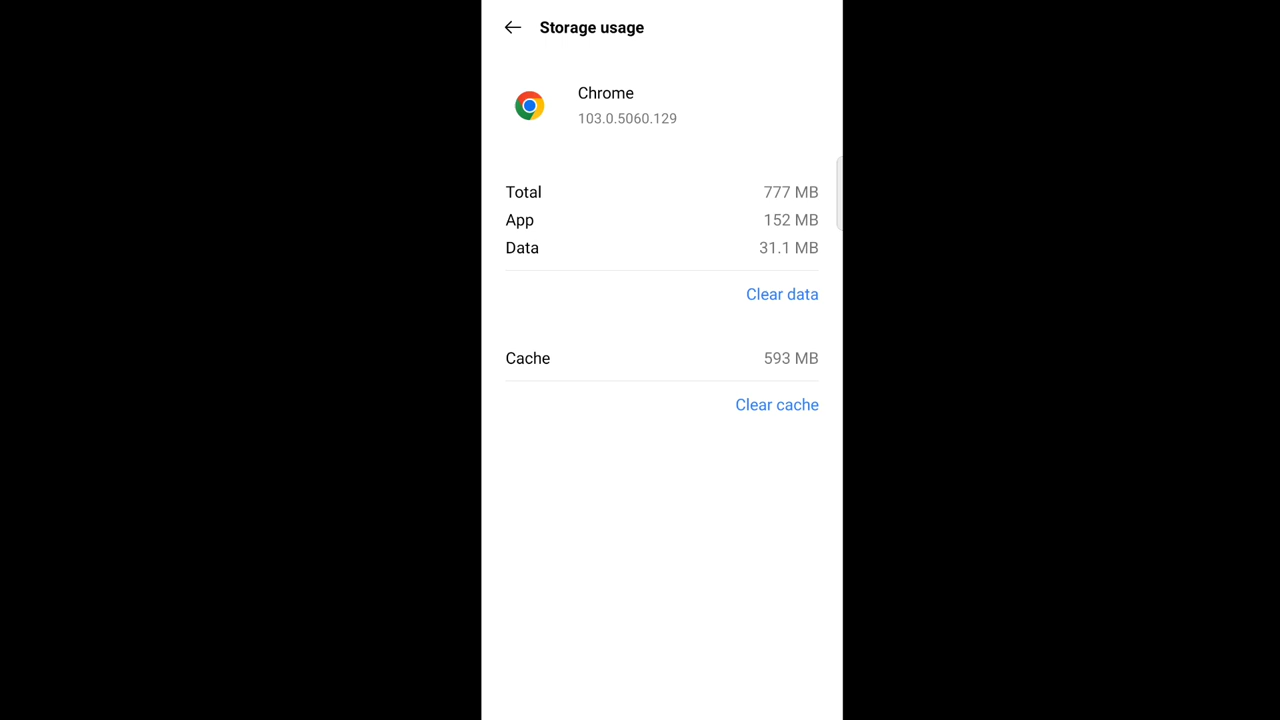 Storage usage
Chrome
103.0.5060.129
Total 777 MB
App 152 MB
Data 31.1 MB
Clear data
Cache 593 MB
Clear cache